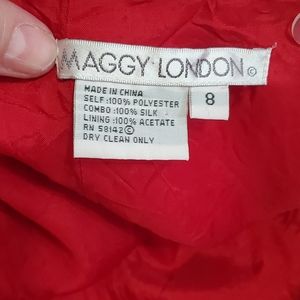 MAGGY LONDON©
8
MADE IN CHINA
SELF:100% POLYESTER
COMBO:100% SILK
LINING:100% ACETATE
RN 58142©
DRY CLEAN ONLY